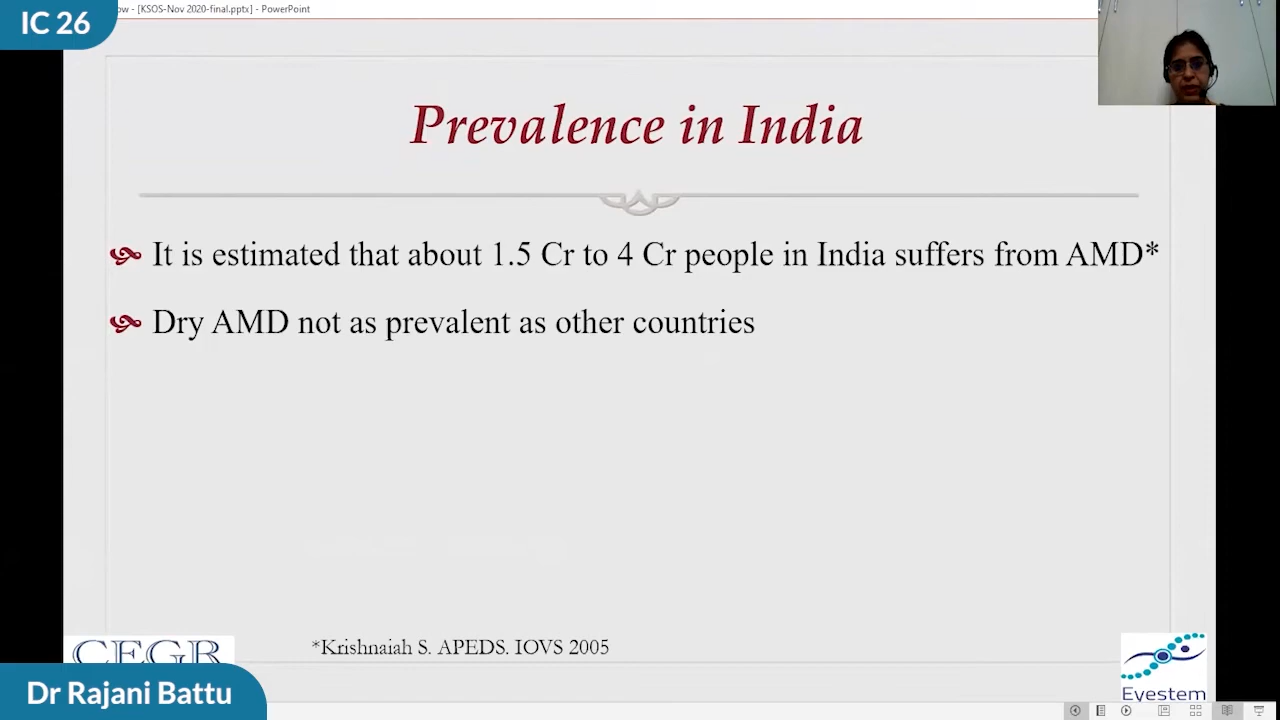 IC 26
ow - [KSOS-Nov 2020-final.pptx] - PowerPoint
Prevalence in India
It is estimated that about 1.5 Cr to 4 Cr people in India suffers from AMD*
Dry AMD not as prevalent as other countries
*Krishnaiah S. APEDS. IOVS 2005
CEGR
Dr Rajani Battu
Eyestem